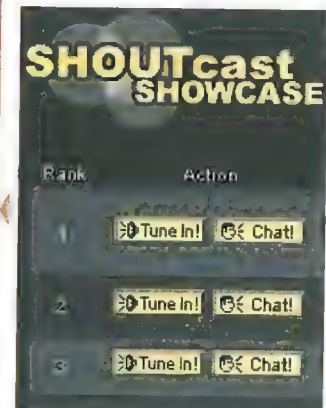 SHOUTcast
SHOWCASE
Rank Action
1 Tune In! Chat!
2 Tune In! Chat!
Tune In! Chat!